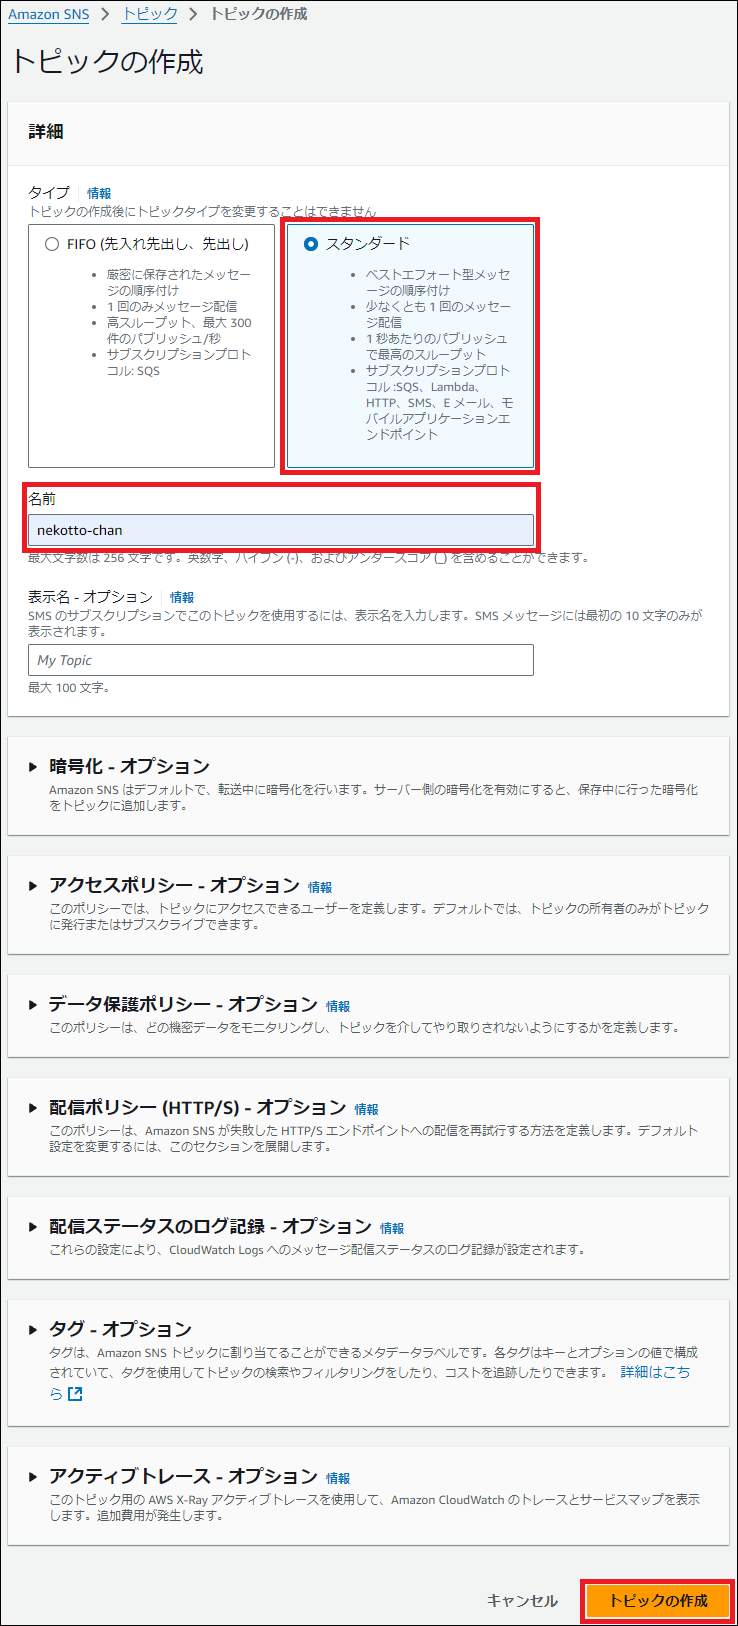 Amazon SNS > トピック > トピックの作成
トピックの作成
詳細
タイプ 情報
トピックの作成後にトピックタイプを変更することはできません
FIFO (先入れ先出し、先出し)
• 厳密に保存されたメッセー
ジの順序付け
• 1 回のみメッセージ配信
• 高スループット、最大 300
件のパブリッシュ/秒
• サブスクリプションプロト
コル: SQS
スタンダード
• ベストエフォート型メッセ
ージの順序付け
• 少なくとも 1 回のメッセー
ジ配信
• 1 秒あたりのパブリッシュ
で最高のスループット
• サブスクリプションプロト
コル :SQS、Lambda、
HTTP、SMS、E メール、モ
バイルアプリケーションエ
ンドポイント
名前
nekotto-chan
最大文字数は 256 文字です。英数字、ハイフン (-)、およびアンダースコア (_) を含めることができます。
表示名 - オプション 情報
SMS のサブスクリプションでこのトピックを使用するには、表示名を入力します。SMS メッセージには最初の 10 文字のみが
表示されます。
My Topic
最大 100 文字。
暗号化 - オプション
Amazon SNS はデフォルトで、転送中に暗号化を行います。サーバー側の暗号化を有効にすると、保存中に行った暗号化
をトピックに追加します。
アクセスポリシー - オプション 情報
このポリシーでは、トピックにアクセスできるユーザーを定義します。デフォルトでは、トピックの所有者のみがトピック
に発行またはサブスクライブできます。
データ保護ポリシー - オプション 情報
このポリシーは、どの機密データをモニタリングし、トピックを介してやり取りされないようにするかを定義します。
配信ポリシー (HTTP/S) - オプション 情報
このポリシーは、Amazon SNS が失敗した HTTP/S エンドポイントへの配信を再試行する方法を定義します。デフォルト
設定を変更するには、このセクションを展開します。
配信ステータスのログ記録 - オプション 情報
これらの設定により、CloudWatch Logs へのメッセージ配信ステータスのログ記録が設定されます。
タグ - オプション
タグは、Amazon SNS トピックに割り当てることができるメタデータラベルです。各タグはキーとオプションの値で構成
されていて、タグを使用してトピックの検索やフィルタリングをしたり、コストを追跡したりできます。 詳細はこち
ら
アクティブトレース - オプション 情報
このトピック用の AWS X-Ray アクティブトレースを使用して、Amazon CloudWatch のトレースとサービスマップを表示
します。追加費用が発生します。
キャンセル
トピックの作成